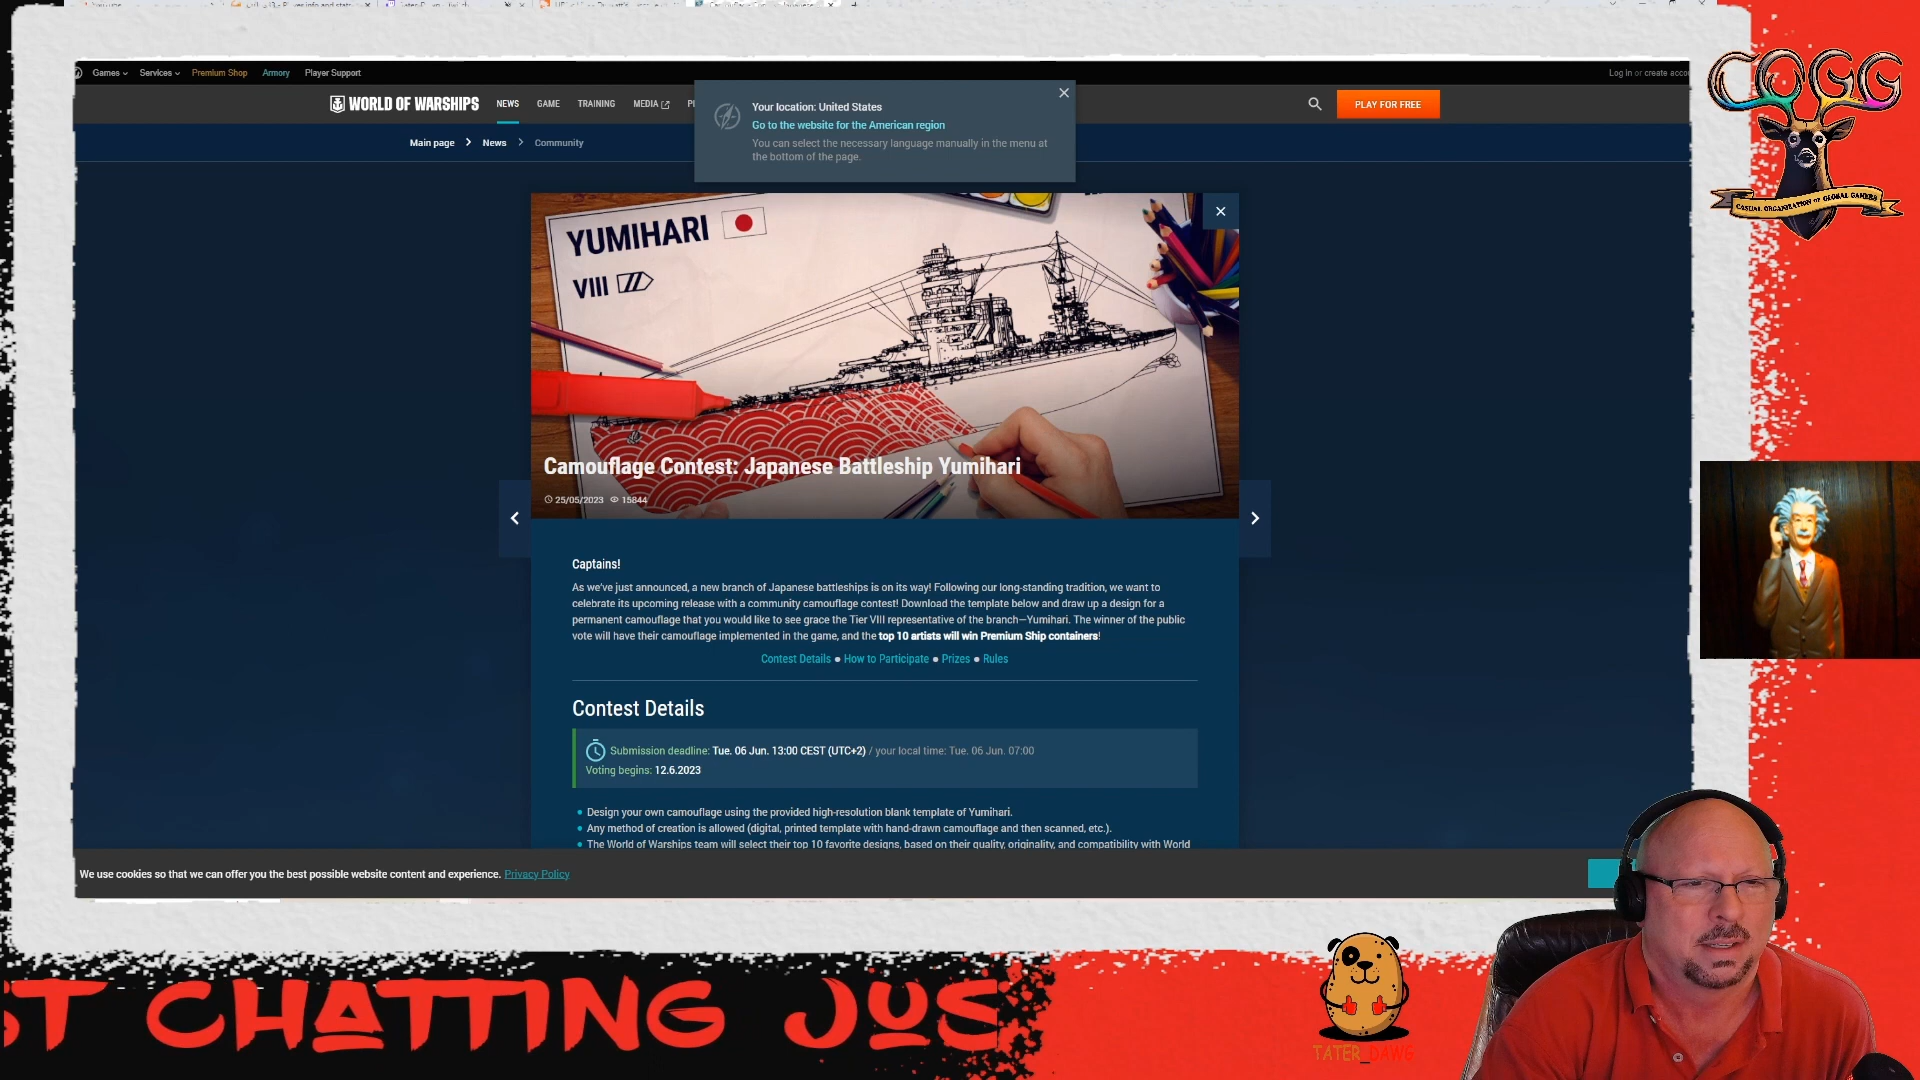 Games
Services
Premium Shop
Armory
Player Support
Log in or create
WORLD OF WARSHIPS
NEWS
GAME
TRAINING
MEDIA
PLAY FOR FREE
Your location: United States
Go to the website for the American region
You can select the necessary language manually in the menu at
the bottom of the page.
Main page
News
Community
YUMIHARI
VIII
Camouflage Contest: Japanese Battleship Yumihari
25/05/2023 15844
Captains!
As we've just announced, a new branch of Japanese battleships is on its way! Following our long-standing tradition, we want to
celebrate its upcoming release with a community camouflage contest! Download the template below and draw up a design for a
permanent camouflage that you would like to see grace the Tier VIII representative of the branch—Yumihari. The winner of the public
vote will have their camouflage implemented in the game, and the top 10 artists will win Premium Ship containers!
Contest Details ● How to Participate ● Prizes ● Rules
Contest Details
Submission deadline: Tue. 06 Jun. 13:00 CEST (UTC+2) / your local time: Tue. 06 Jun. 07:00
Voting begins: 12.6.2023
• Design your own camouflage using the provided high-resolution blank template of Yumihari.
• Any method of creation is allowed (digital, printed template with hand-drawn camouflage and then scanned, etc.).
• The World of Warships team will select their top 10 favorite designs, based on their quality, originality, and compatibility with World
We use cookies so that we can offer you the best possible website content and experience. Privacy Policy
COGG
CASUAL ORGANIZATION OF GLOBAL GAMERS
ST CHATTING JUS
TATER_DAWG